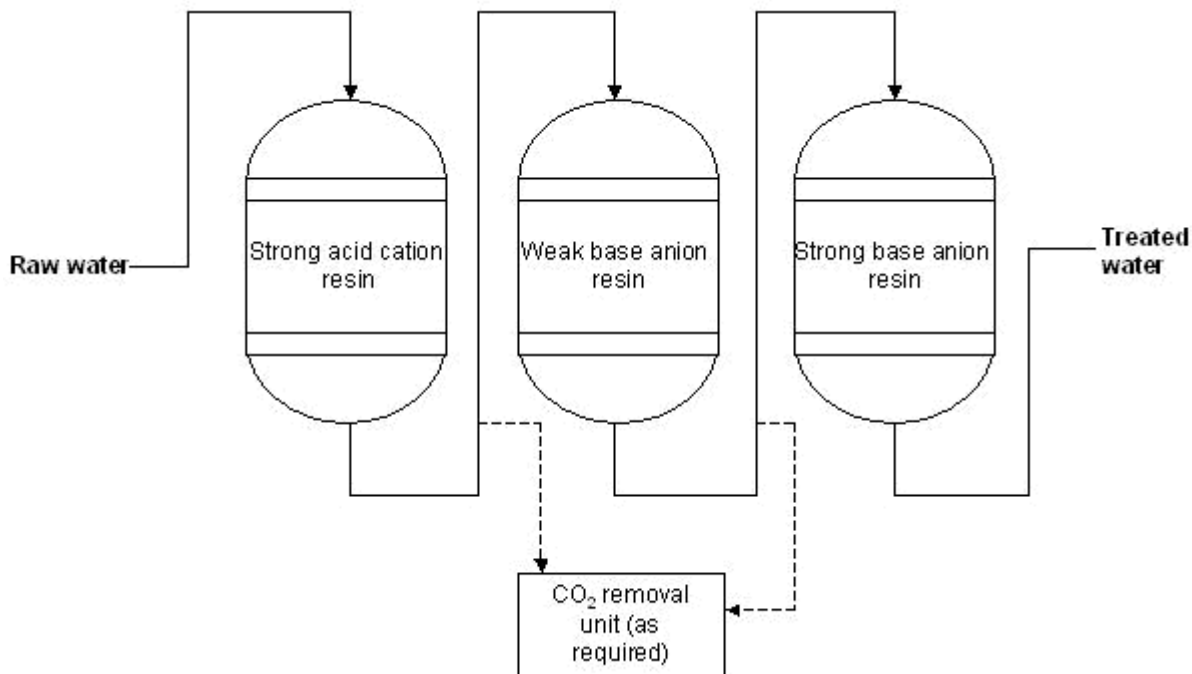 Raw water
Strong acid cation
resin
Weak base anion
resin
Strong base anion
resin
Treated
water
CO₂ removal
unit (as
required)